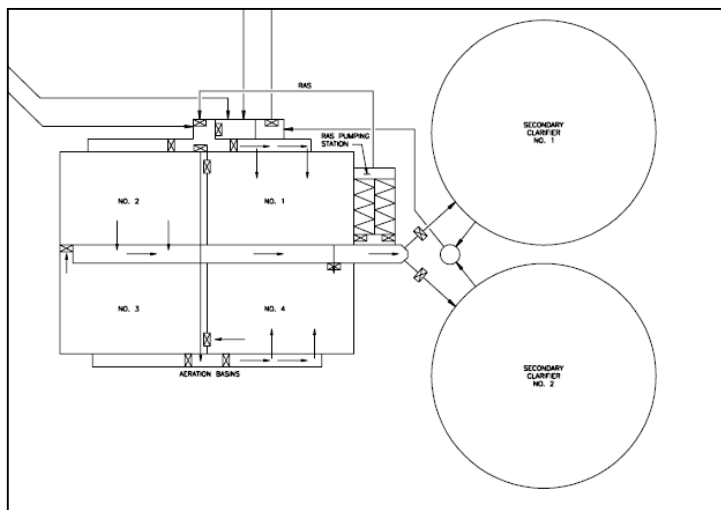 RAS
RAS PUMPING
STATION
SECONDARY
CLARIFIER
NO. 1
NO. 2
NO. 1
NO. 3
NO. 4
AERATION BASINS
SECONDARY
CLARIFIER
NO. 2